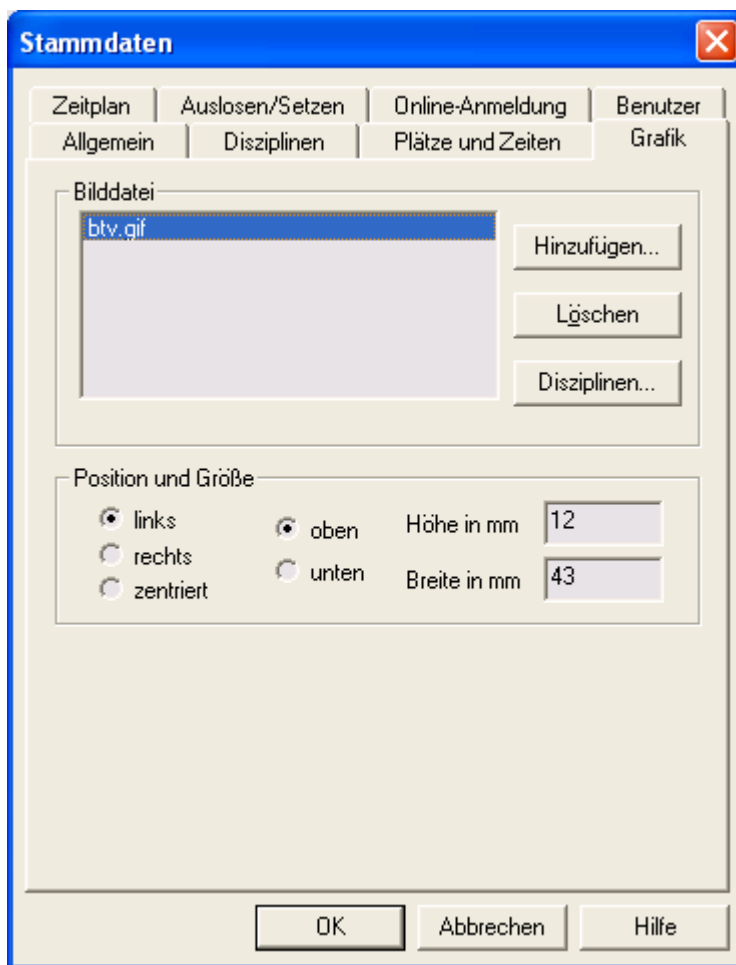 Stammdaten
Zeitplan Auslosen/Setzen Online-Anmeldung Benutzer
Allgemein Disziplinen Plätze und Zeiten Grafik
Bilddatei
btv.gif
Hinzufügen...
Löschen
Disziplinen...
Position und Größe
links oben Höhe in mm 12
rechts
zentriert unten Breite in mm 43
OK Abbrechen Hilfe